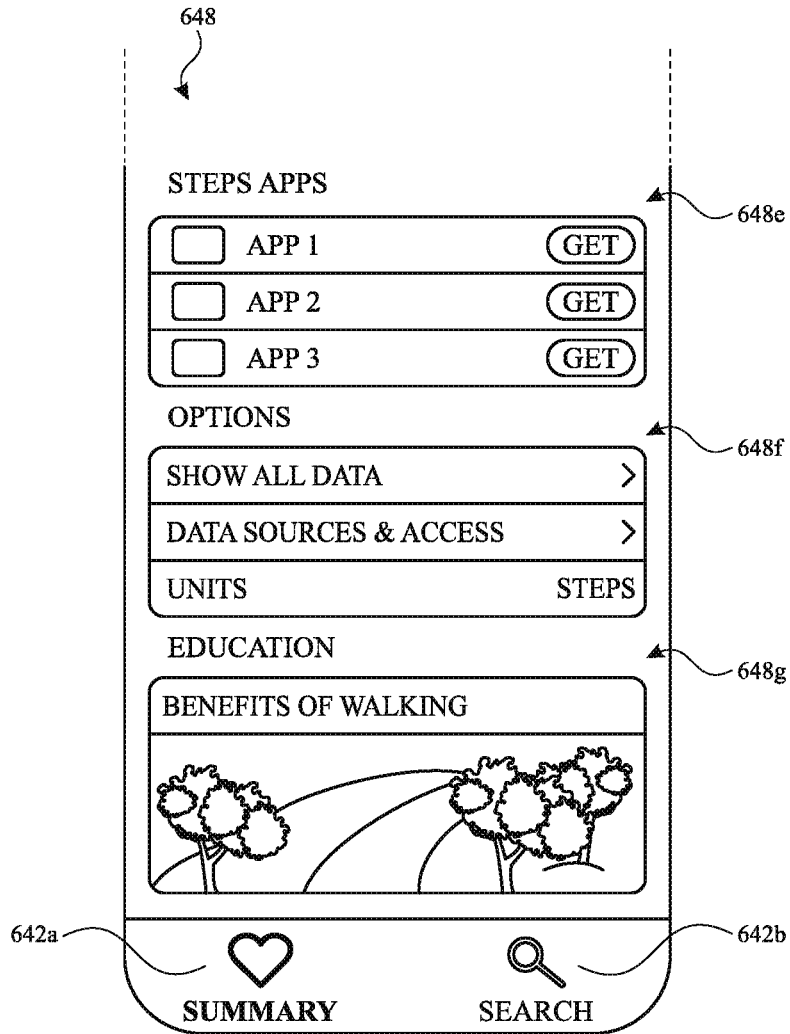 648
STEPS APPS
648e
APP 1 GET
APP 2 GET
APP 3 GET
OPTIONS
648f
SHOW ALL DATA >
DATA SOURCES & ACCESS >
UNITS STEPS
EDUCATION
648g
BENEFITS OF WALKING
642a
642b
SUMMARY SEARCH